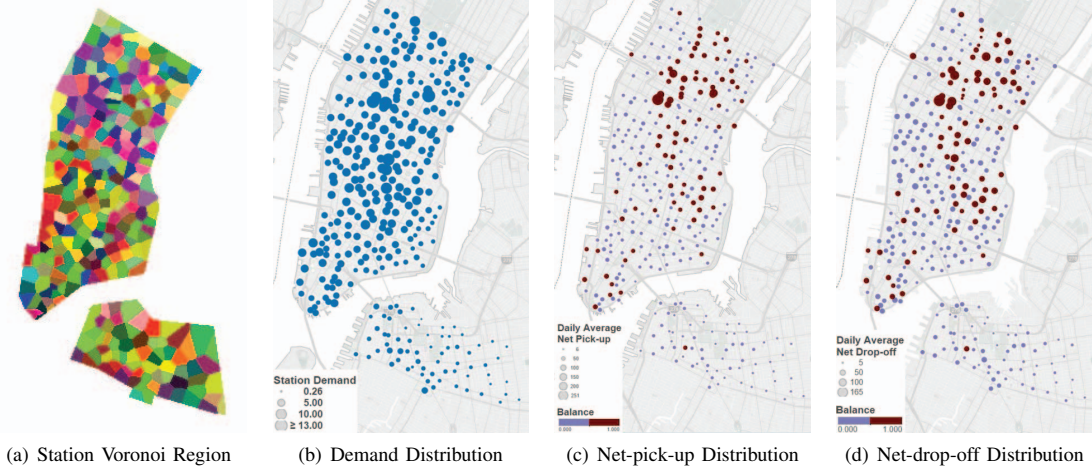 Station Demand
0.26
5.00
10.00
≥ 13.00
Daily Average
Net Pick-up
50
100
150
200
251
Balance
0.000 1.000
Daily Average
Net Drop-off
5
50
100
165
Balance
0.000 1.000
(a) Station Voronoi Region
(b) Demand Distribution
(c) Net-pick-up Distribution
(d) Net-drop-off Distribution